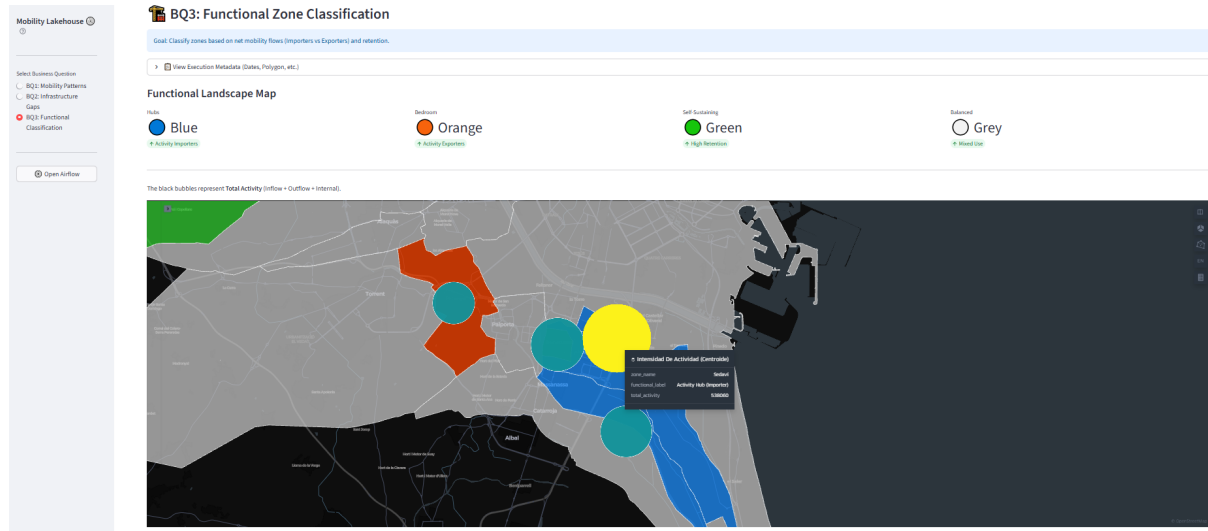 Mobility Lakehouse
Select Business Question
BQ1: Mobility Patterns
BQ2: Infrastructure
Gaps
BQ3: Functional
Classification
Open Airflow
BQ3: Functional Zone Classification
Goal: Classify zones based on net mobility flows (Importers vs Exporters) and retention.
View Execution Metadata (Dates, Polygon, etc.)
Functional Landscape Map
Hubs
Blue
↑ Activity Importers
Bedroom
Orange
↑ Activity Exporters
Self-Sustaining
Green
↑ High Retention
Balanced
Grey
↑ Mixed Use
The black bubbles represent Total Activity (Inflow + Outflow + Internal).
Torrent
Paiporta
Catarroja
Albal
Intensidad De Actividad (Centroide)
zone_name Sedaví
functional_label Activity Hub (Importer)
total_activity 538080